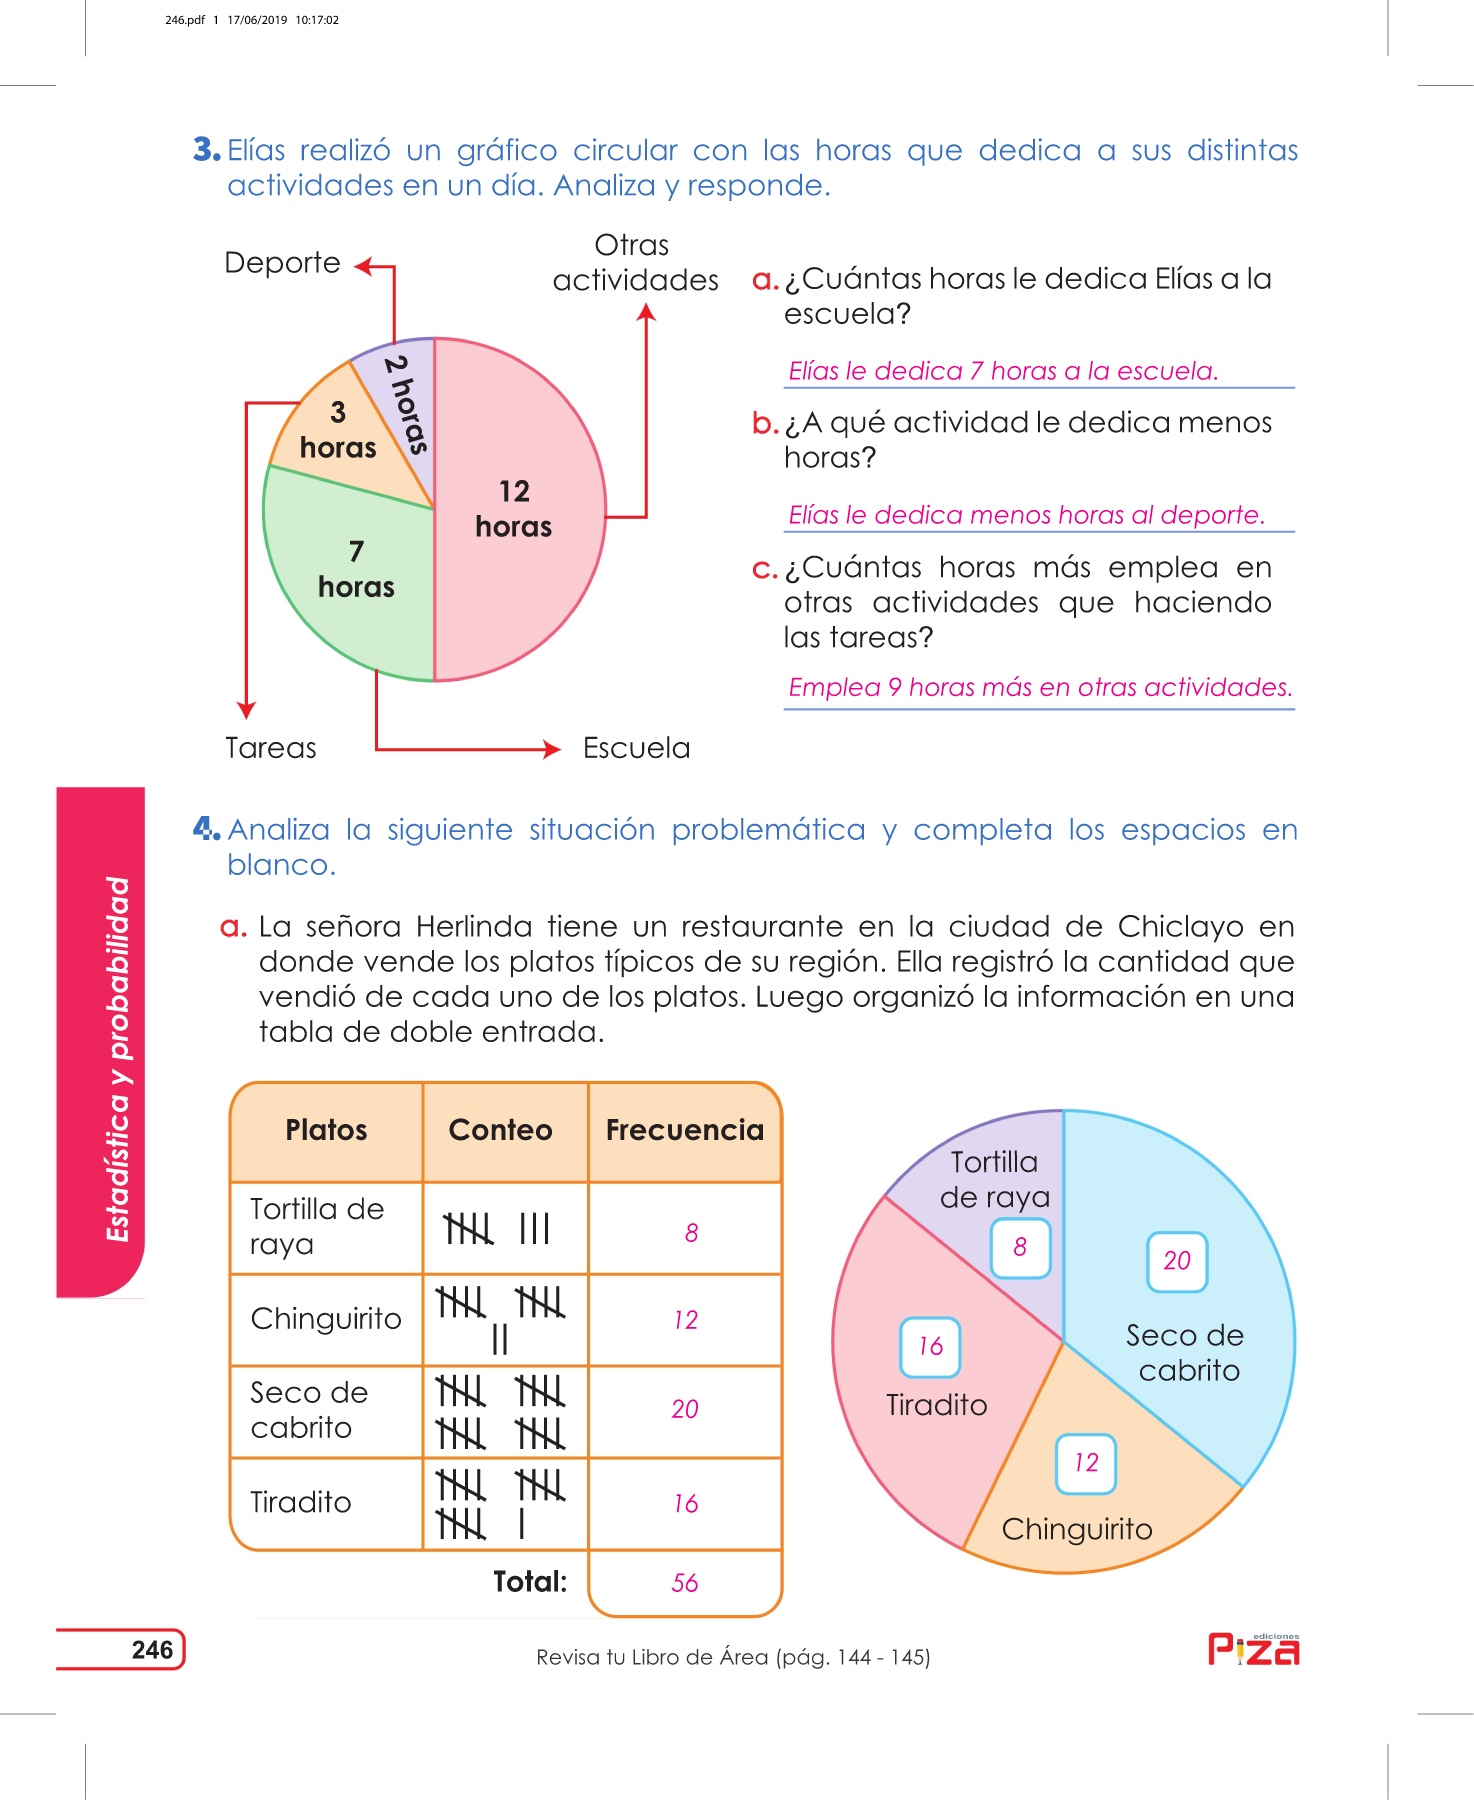 246.pdf 1 17/06/2019 10:17:02
3. Elías realizó un gráfico circular con las horas que dedica a sus distintas
actividades en un día. Analiza y responde.
Deporte
Otras
actividades
2 horas
3
horas
12
horas
7
horas
Tareas
Escuela
a. ¿Cuántas horas le dedica Elías a la
escuela?
Elías le dedica 7 horas a la escuela.
b. ¿A qué actividad le dedica menos
horas?
Elías le dedica menos horas al deporte.
c. ¿Cuántas horas más emplea en
otras actividades que haciendo
las tareas?
Emplea 9 horas más en otras actividades.
Estadística y probabilidad
4. Analiza la siguiente situación problemática y completa los espacios en
blanco.
a. La señora Herlinda tiene un restaurante en la ciudad de Chiclayo en
donde vende los platos típicos de su región. Ella registró la cantidad que
vendió de cada uno de los platos. Luego organizó la información en una
tabla de doble entrada.
Platos Conteo Frecuencia
Tortilla de
raya
8
Chinguirito
12
Seco de
cabrito
20
Tiradito
16
Total: 56
Tortilla
de raya
8
20
Seco de
cabrito
16
Tiradito
12
Chinguirito
246
Revisa tu Libro de Área (pág. 144 - 145)
ediciones
Piza